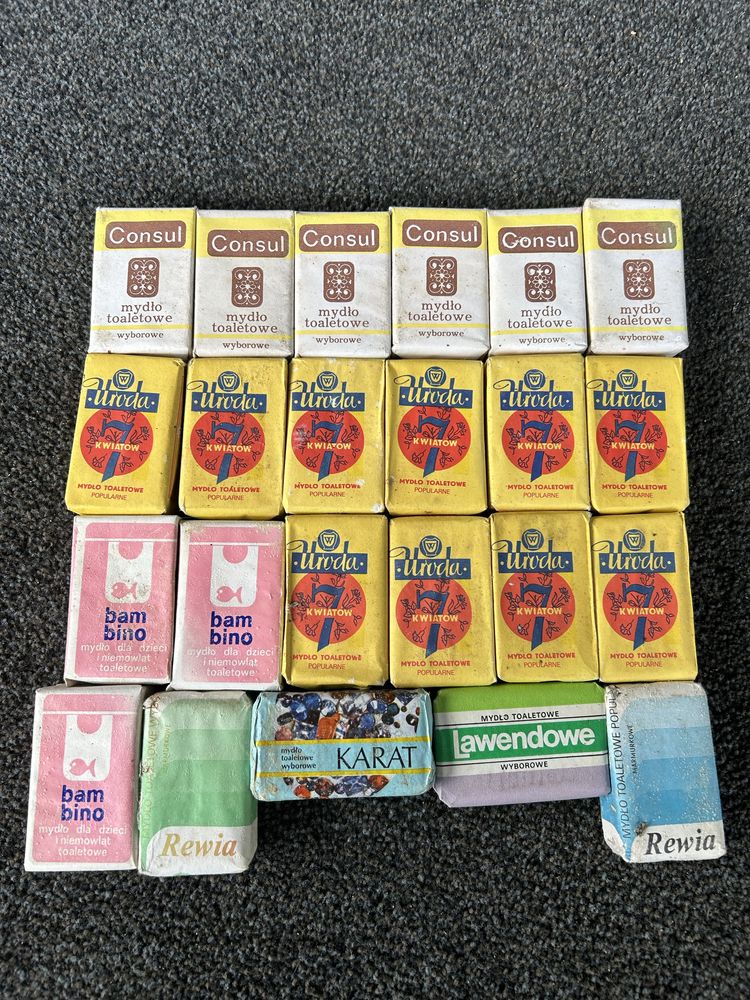 Consul
mydło
toaletowe
wyborowe
Consul
mydło
toaletowe
wyborowe
Consul
mydło
toaletowe
wyborowe
Consul
mydło
toaletowe
wyborowe
Consul
mydło
toaletowe
wyborowe
Consul
mydło
toaletowe
wyborowe
W
Uroda
7
KWIATÓW
MYDŁO TOALETOWE
POPULARNE
W
Uroda
7
KWIATÓW
MYDŁO TOALETOWE
POPULARNE
W
Uroda
7
KWIATÓW
MYDŁO TOALETOWE
POPULARNE
W
Uroda
7
KWIATÓW
MYDŁO TOALETOWE
POPULARNE
W
Uroda
7
KWIATÓW
MYDŁO TOALETOWE
POPULARNE
W
Uroda
7
KWIATÓW
MYDŁO TOALETOWE
POPULARNE
bam
bino
mydło dla dzieci
i niemowląt
toaletowe
bam
bino
mydło dla dzieci
i niemowląt
toaletowe
W
Uroda
7
KWIATÓW
MYDŁO TOALETOWE
POPULARNE
W
Uroda
7
KWIATÓW
MYDŁO TOALETOWE
POPULARNE
W
Uroda
7
KWIATÓW
MYDŁO TOALETOWE
POPULARNE
W
Uroda
7
KWIATÓW
MYDŁO TOALETOWE
POPULARNE
bam
bino
mydło dla dzieci
i niemowląt
toaletowe
Rewia
mydło
toaletowe
wyborowe
KARAT
MYDŁO TOALETOWE
Lawendowe
WYBOROWE
MYDŁO TOALETOWE POPU
MARMURKOWE
Rewia